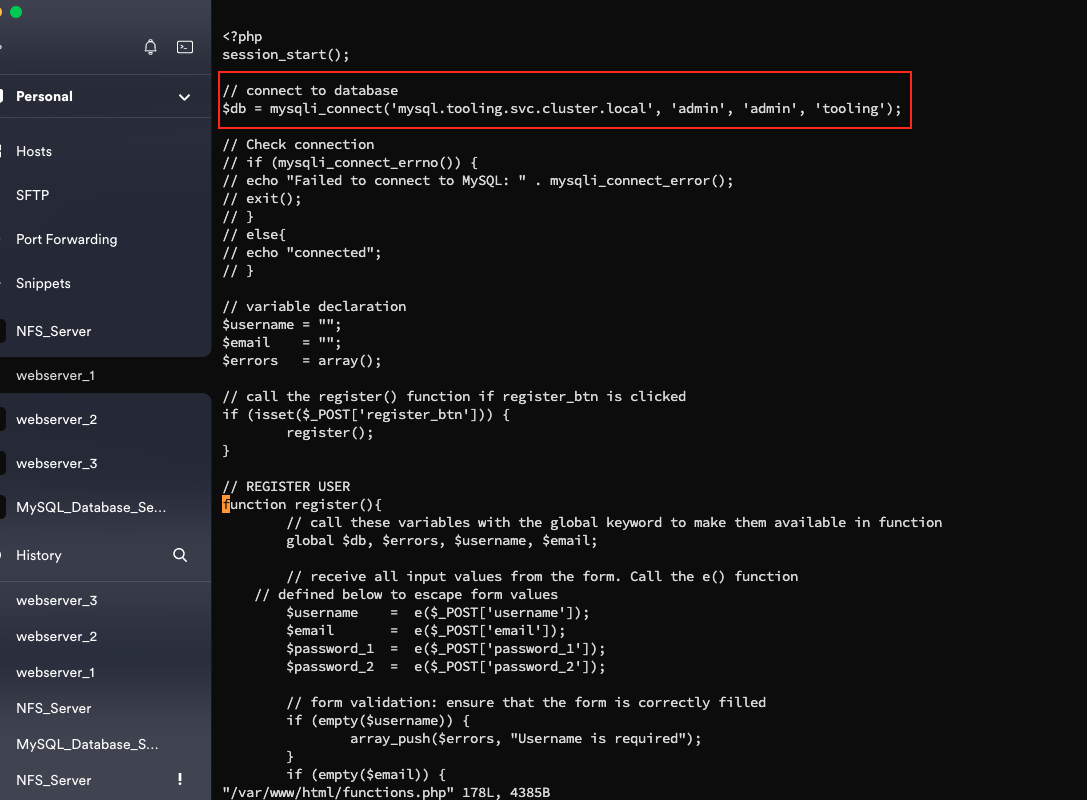 Personal
Hosts
SFTP
Port Forwarding
Snippets
NFS_Server
webserver_1
webserver_2
webserver_3
MySQL_Database_Se...
History
webserver_3
webserver_2
webserver_1
NFS_Server
MySQL_Database_S...
NFS_Server !
<?php
session_start();

// connect to database
$db = mysqli_connect('mysql.tooling.svc.cluster.local', 'admin', 'admin', 'tooling');

// Check connection
// if (mysqli_connect_errno()) {
// echo "Failed to connect to MySQL: " . mysqli_connect_error();
// exit();
// }
// else{
// echo "connected";
// }

// variable declaration
$username = "";
$email    = "";
$errors   = array();

// call the register() function if register_btn is clicked
if (isset($_POST['register_btn'])) {
        register();
}

// REGISTER USER
function register(){
        // call these variables with the global keyword to make them available in function
        global $db, $errors, $username, $email;

        // receive all input values from the form. Call the e() function
    // defined below to escape form values
        $username    =  e($_POST['username']);
        $email       =  e($_POST['email']);
        $password_1  =  e($_POST['password_1']);
        $password_2  =  e($_POST['password_2']);

        // form validation: ensure that the form is correctly filled
        if (empty($username)) {
                array_push($errors, "Username is required");
        }
        if (empty($email)) {
"/var/www/html/functions.php" 178L, 4385B